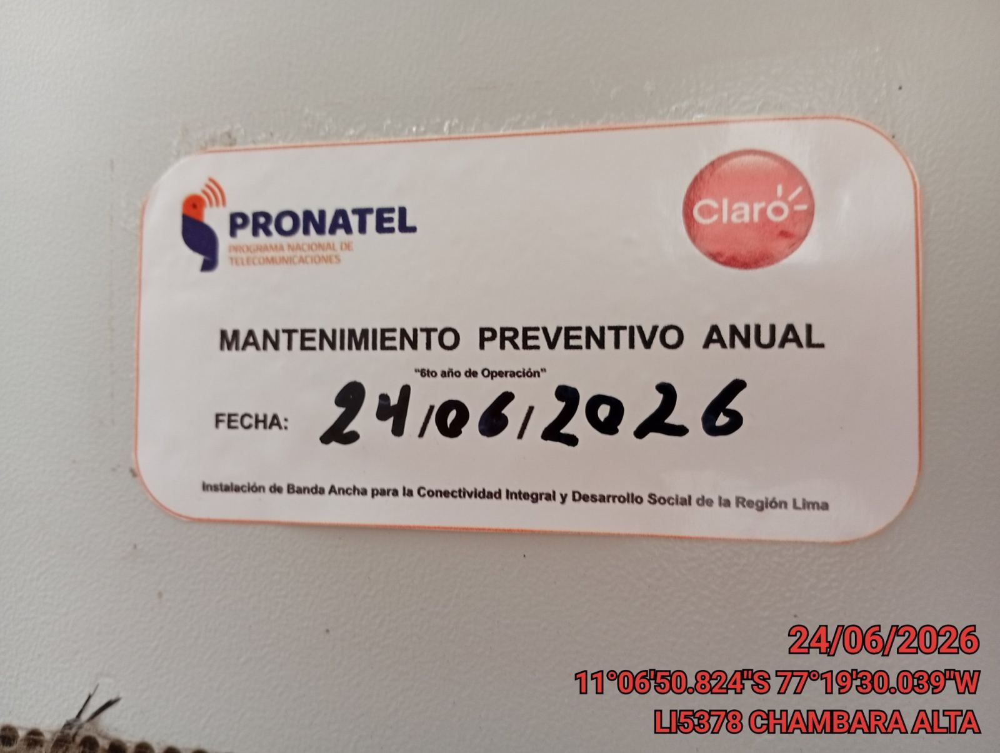 PRONATEL
PROGRAMA NACIONAL DE
TELECOMUNICACIONES
Claro
MANTENIMIENTO PREVENTIVO ANUAL
"6to año de Operación"
FECHA: 24/06/2026
Instalación de Banda Ancha para la Conectividad Integral y Desarrollo Social de la Región Lima
24/06/2026
11°06'50.824"S 77°19'30.039"W
LI5378 CHAMBARA ALTA